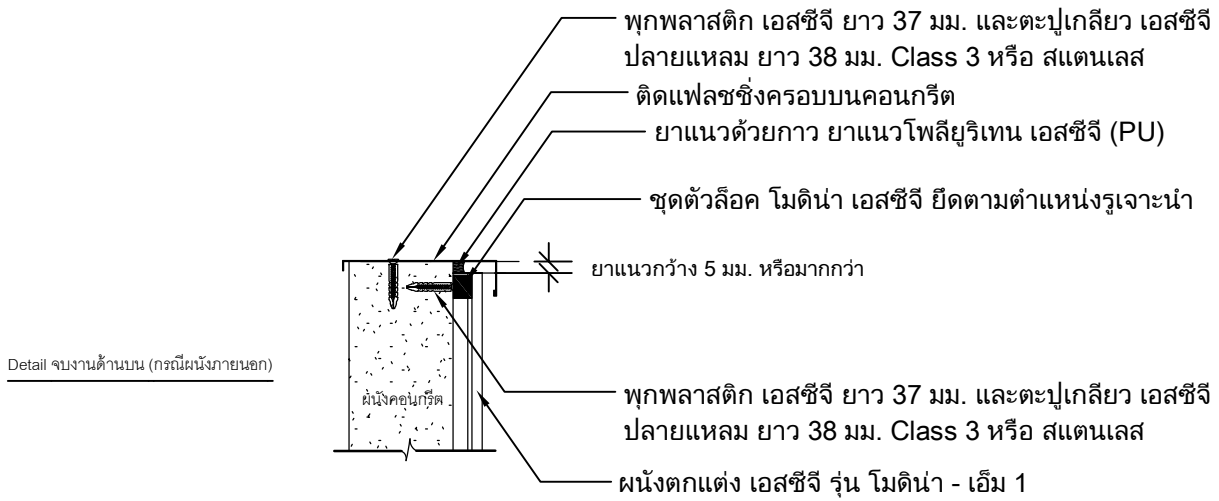 พุกพลาสติก เอสซีจี ยาว 37 มม. และตะปูเกลียว เอสซีจี
ปลายแหลม ยาว 38 มม. Class 3 หรือ สแตนเลส
ติดแฟลชชิ่งครอบบนคอนกรีต
ยาแนวด้วยกาว ยาแนวโพลียูริเทน เอสซีจี (PU)
ชุดตัวล็อค โมดิน่า เอสซีจี ยึดตามตำแหน่งรูเจาะนำ
ยาแนวกว้าง 5 มม. หรือมากกว่า
Detail จบงานด้านบน (กรณีผนังภายนอก)
ผนังคอนกรีต
พุกพลาสติก เอสซีจี ยาว 37 มม. และตะปูเกลียว เอสซีจี
ปลายแหลม ยาว 38 มม. Class 3 หรือ สแตนเลส
ผนังตกแต่ง เอสซีจี รุ่น โมดิน่า - เอ็ม 1